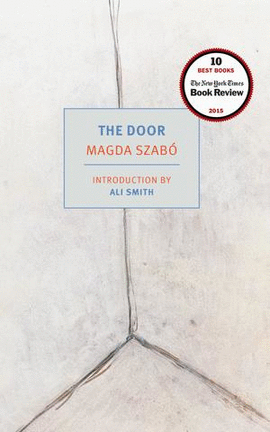 10
BEST BOOKS
The New York Times
Book Review
2015
THE DOOR
MAGDA SZABÓ
INTRODUCTION BY
ALI SMITH